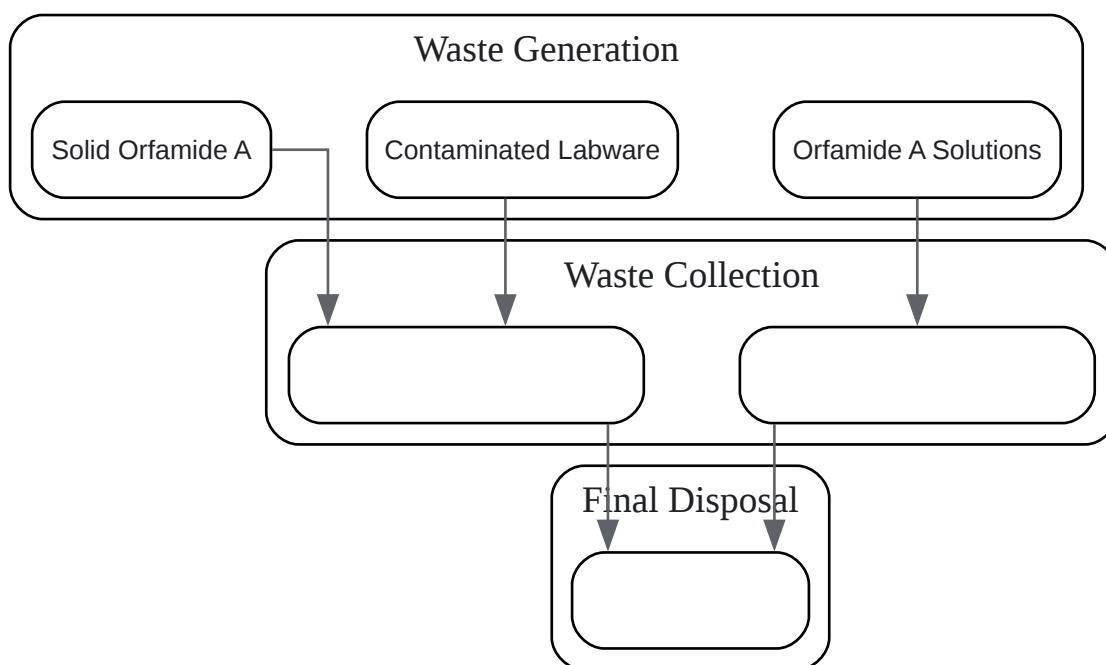 Waste Generation
Solid Orfamide A
Contaminated Labware
Orfamide A Solutions
Waste Collection
Final Disposal